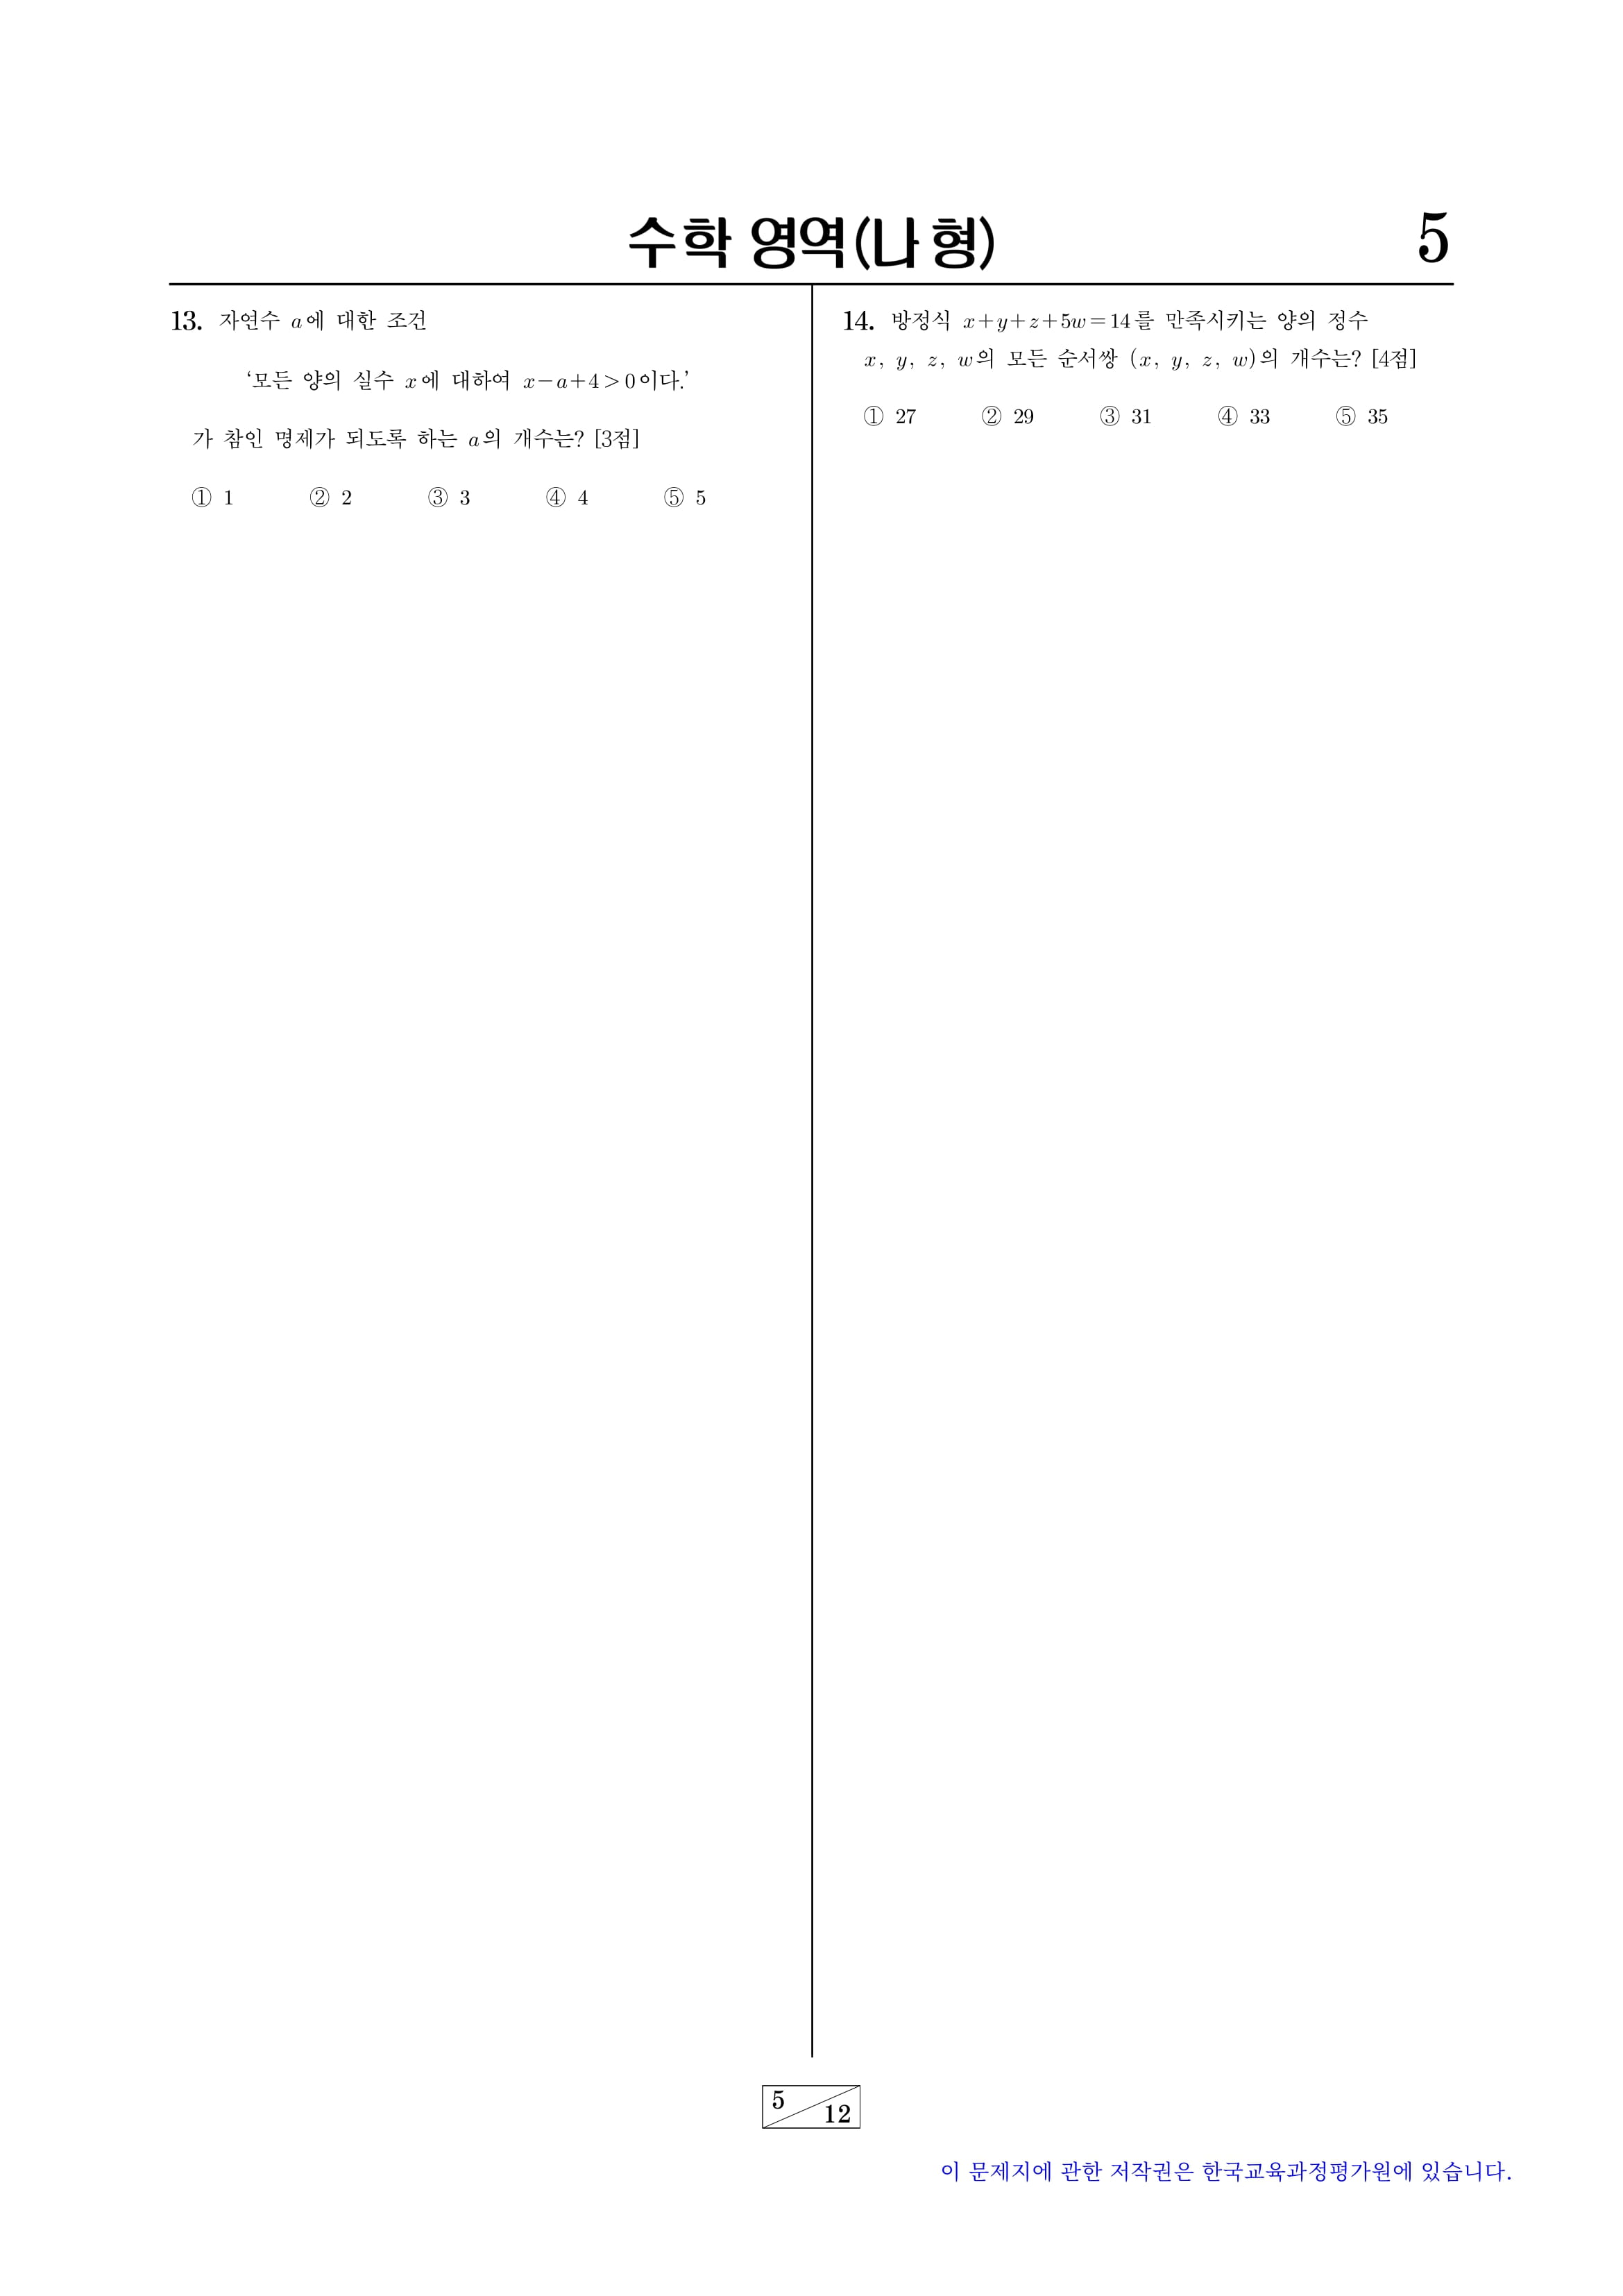 수학 영역(나 형)
5
13. 자연수 a에 대한 조건
‘모든 양의 실수 x에 대하여 x-a+4>0이다.’
가 참인 명제가 되도록 하는 a의 개수는? [3점]
① 1 ② 2 ③ 3 ④ 4 ⑤ 5
14. 방정식 x+y+z+5w=14를 만족시키는 양의 정수
x, y, z, w의 모든 순서쌍 (x, y, z, w)의 개수는? [4점]
① 27 ② 29 ③ 31 ④ 33 ⑤ 35
5
12
이 문제지에 관한 저작권은 한국교육과정평가원에 있습니다.